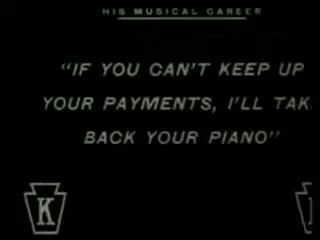 HIS MUSICAL CAREER
"IF YOU CAN'T KEEP UP
YOUR PAYMENTS, I'LL TAK
BACK YOUR PIANO"
K